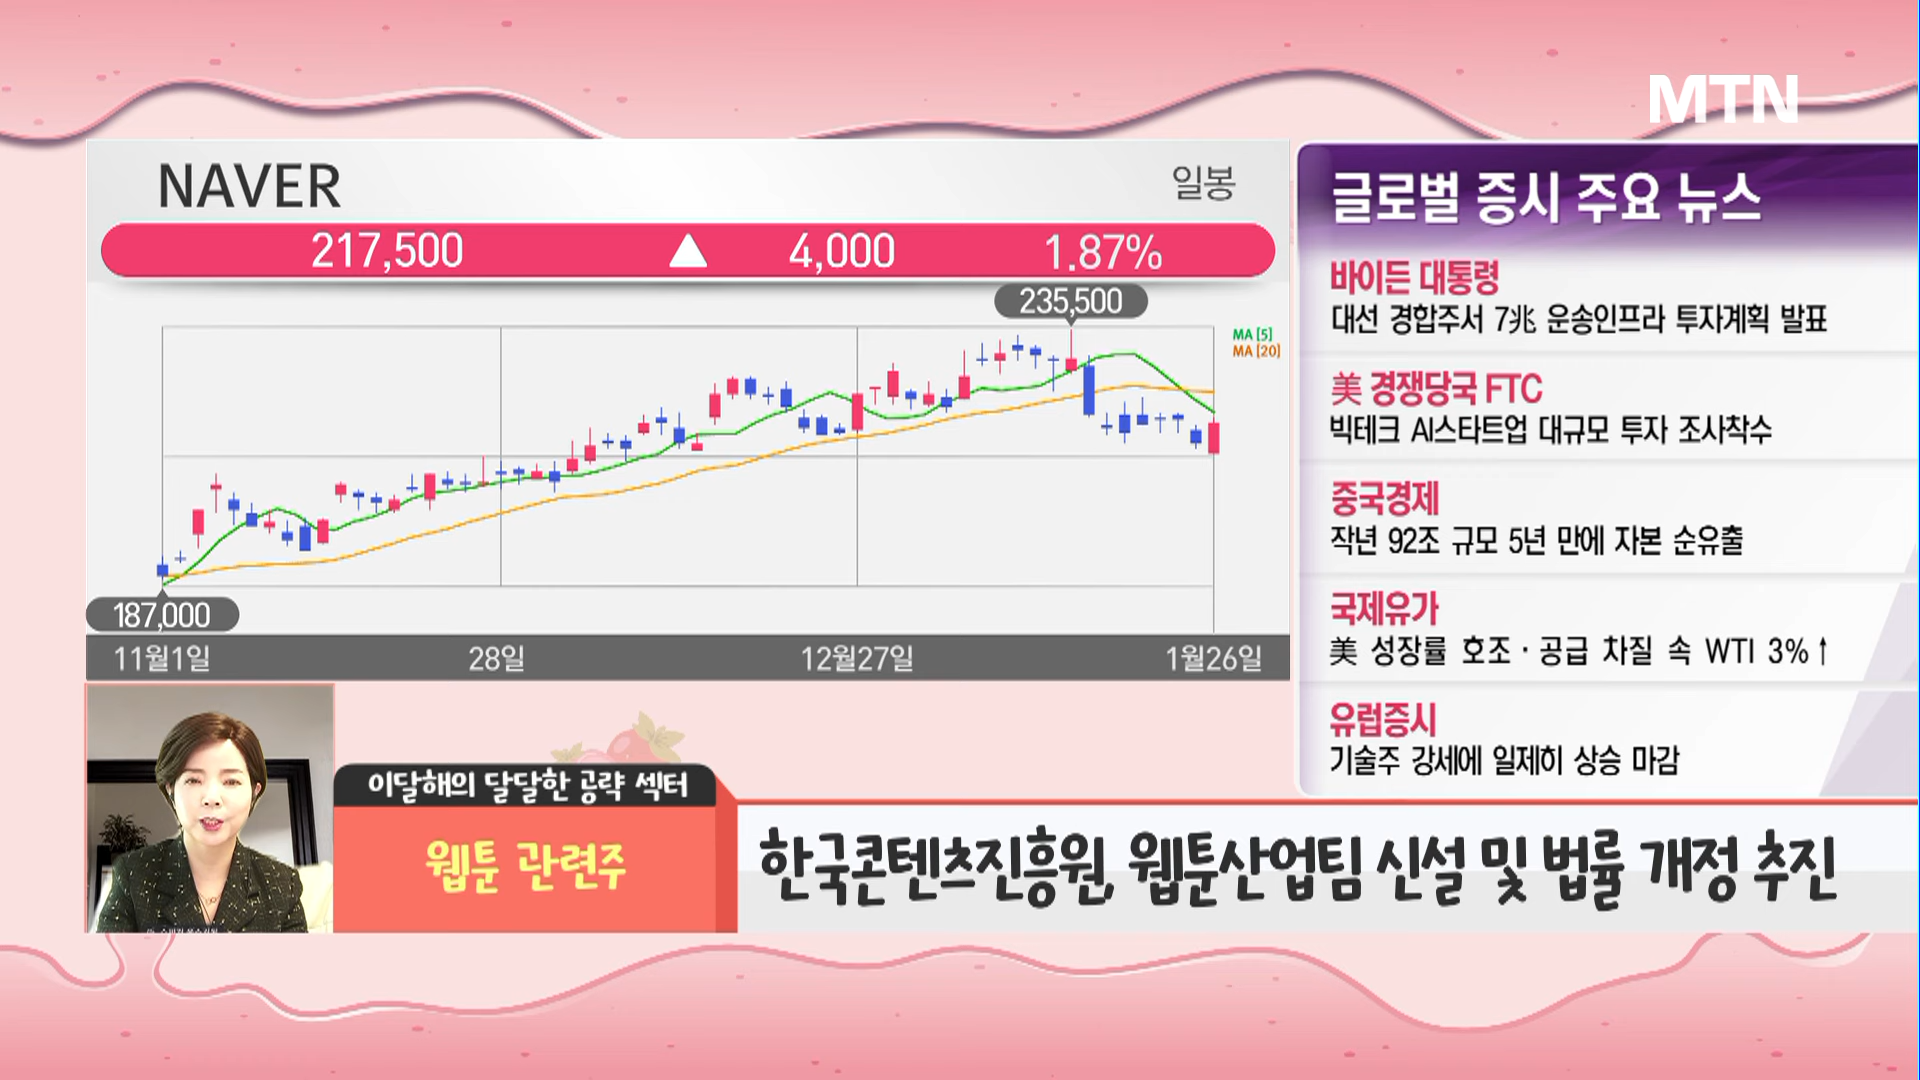 MTN
NAVER
일봉
217,500 ▲ 4,000 1.87%
235,500
MA [5]
MA [20]
187,000
11월1일 28일 12월27일 1월26일
글로벌 증시 주요 뉴스
바이든 대통령
대선 경합주서 7兆 운송인프라 투자계획 발표
美 경쟁당국 FTC
빅테크 AI스타트업 대규모 투자 조사착수
중국경제
작년 92조 규모 5년 만에 자본 순유출
국제유가
美 성장률 호조·공급 차질 속 WTI 3%↑
유럽증시
기술주 강세에 일제히 상승 마감
이달해의 달달한 공략 섹터
웹툰 관련주
한국콘텐츠진흥원, 웹툰산업팀 신설 및 법률 개정 추진